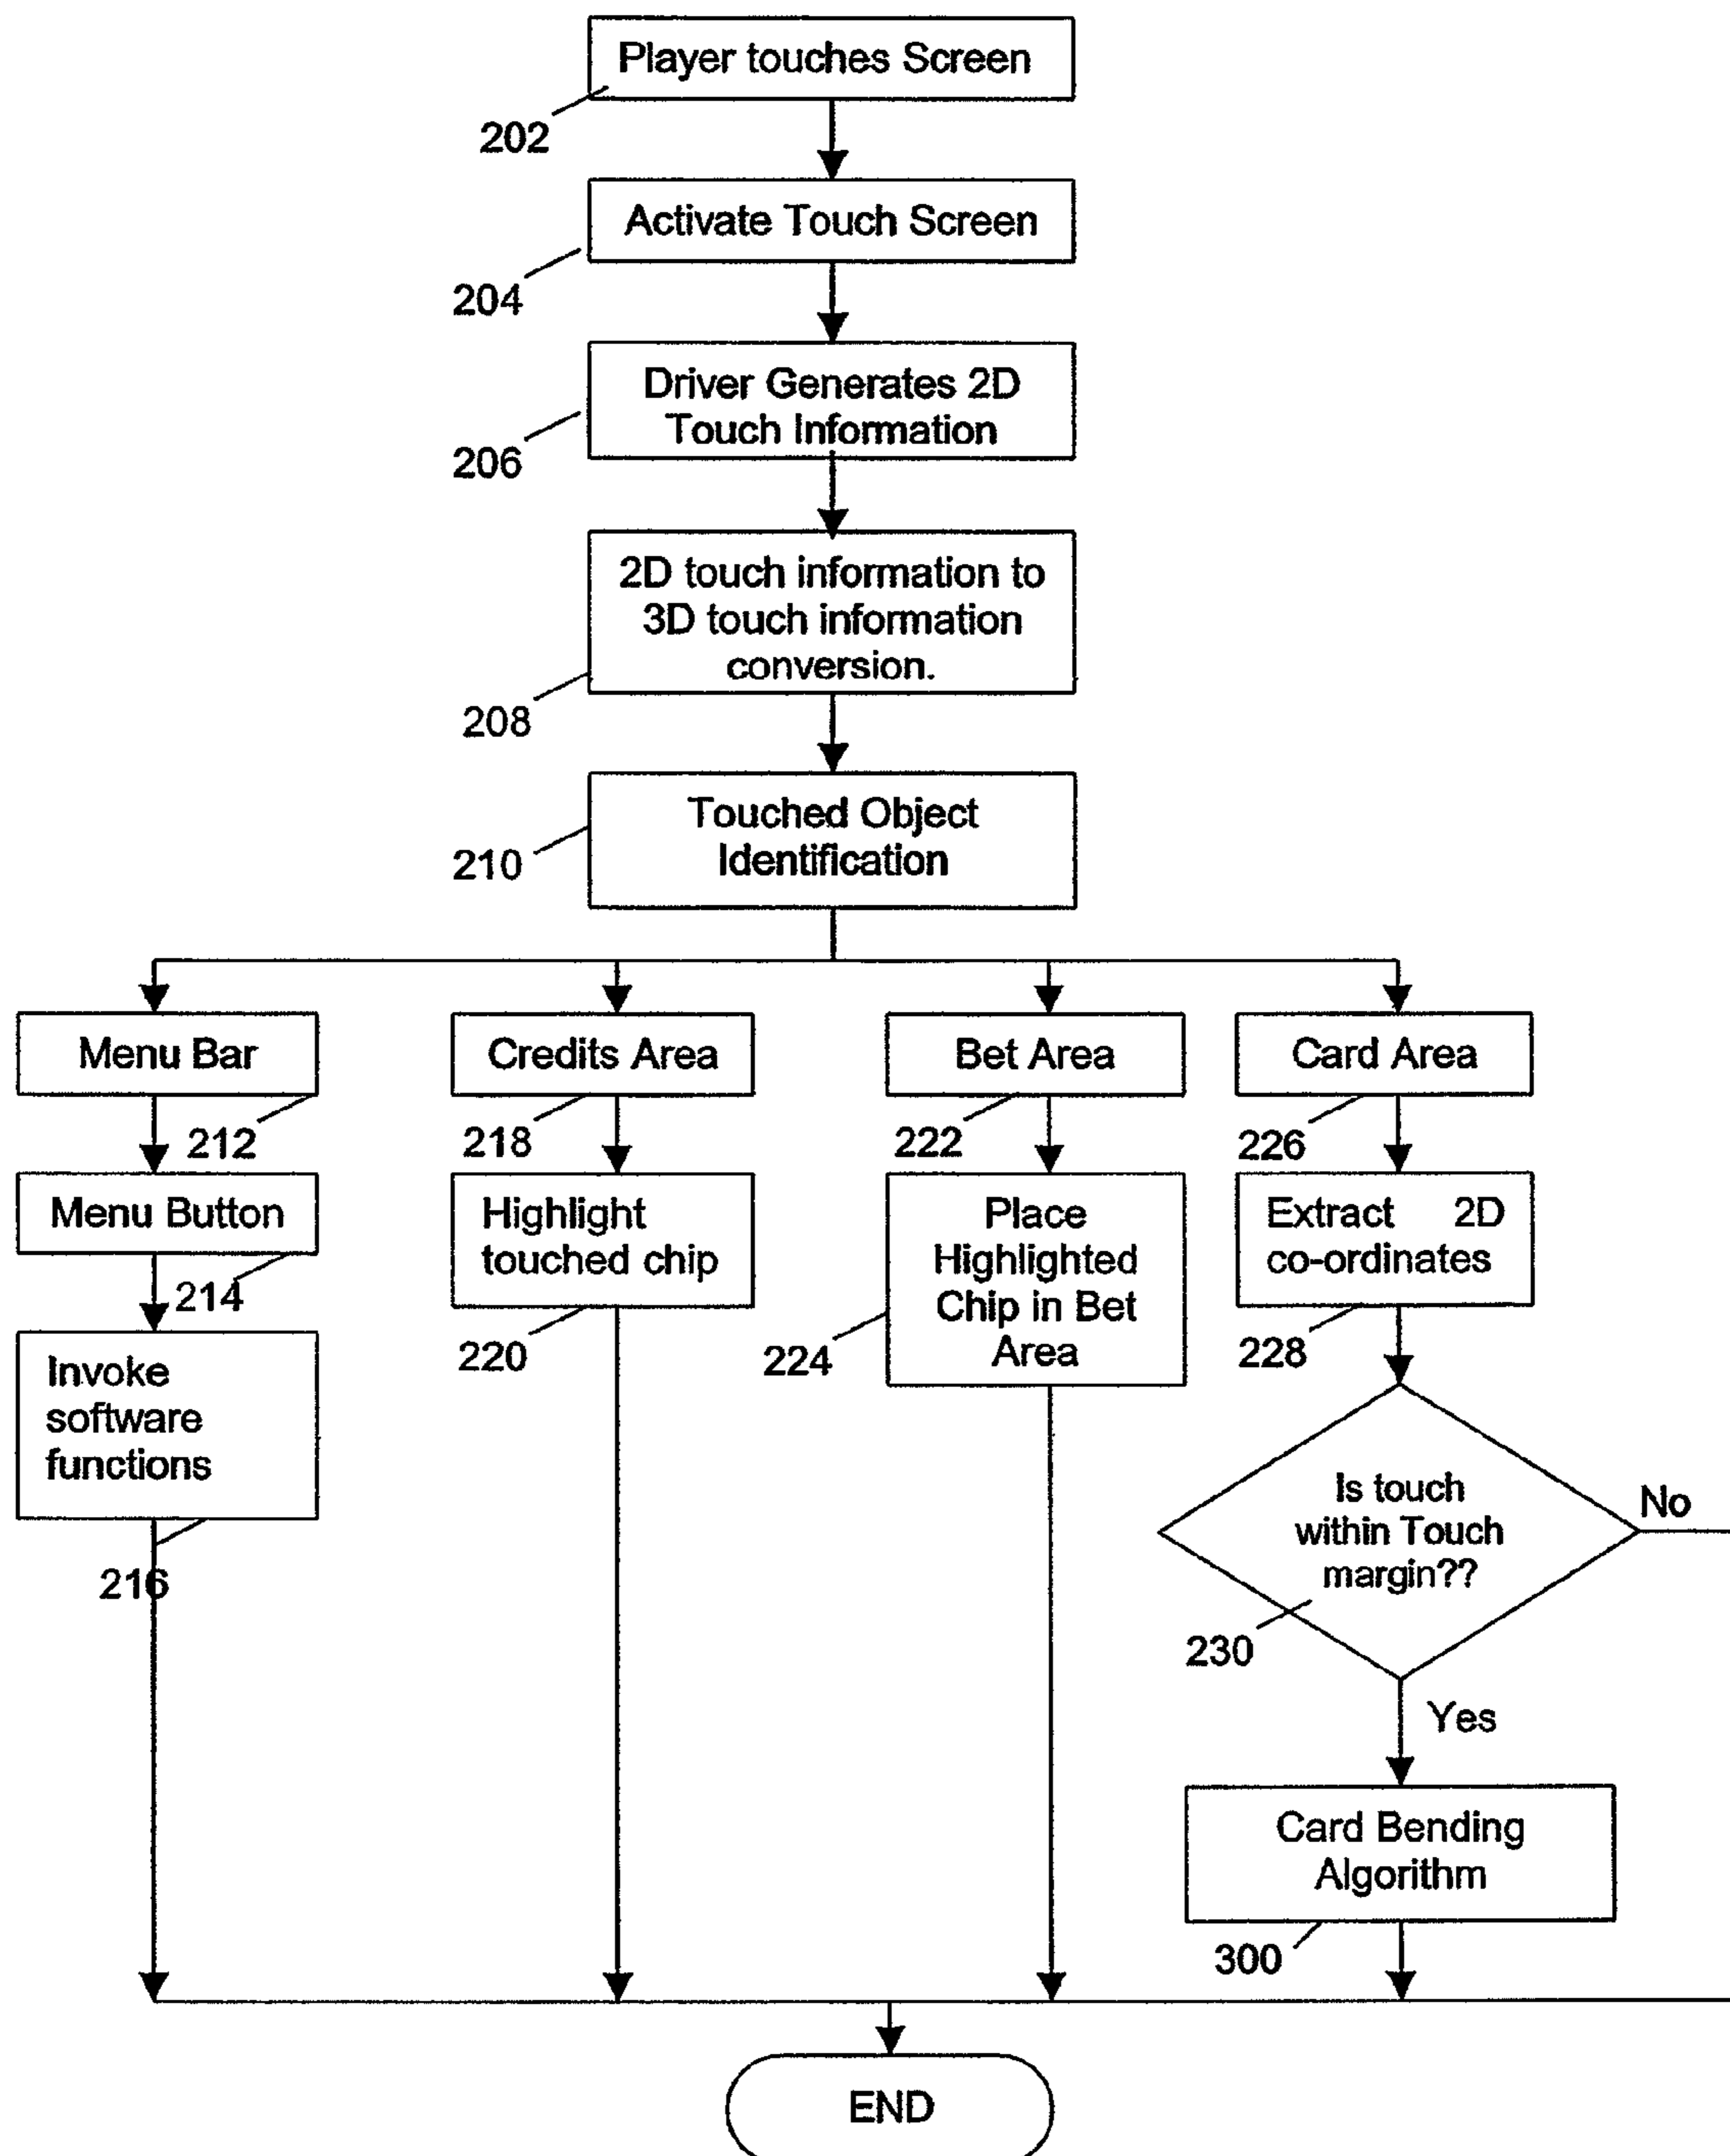 Player touches Screen
202
Activate Touch Screen
204
Driver Generates 2D
Touch Information
206
2D touch information to
3D touch information
conversion.
208
Touched Object
Identification
210
Menu Bar
212
Menu Button
214
Invoke
software
functions
216
Credits Area
218
Highlight
touched chip
220
Bet Area
222
Place
Highlighted
Chip in Bet
Area
224
Card Area
226
Extract 2D
co-ordinates
228
Is touch
within Touch
margin??
230
No
Yes
Card Bending
Algorithm
300
END